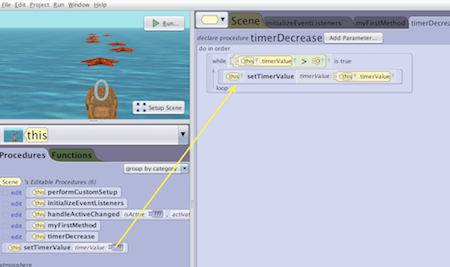 File Edit Project Run Window Help
Run...
0
Setup Scene
this
Procedures Functions
group by category
Scene 's Editable Procedures (6)
edit this performCustomSetup
edit this initializeEventListeners
edit this handleActiveChanged isActive: ???, activat
edit this myFirstMethod
edit this timerDecrease
this setTimerValue timerValue: ???
atmosphere
Scene initializeEventListeners myFirstMethod timerDecrea
declare procedure timerDecrease Add Parameter...
do in order
while this .timerValue > 0 is true
this setTimerValue timerValue: this .timerValue
loop